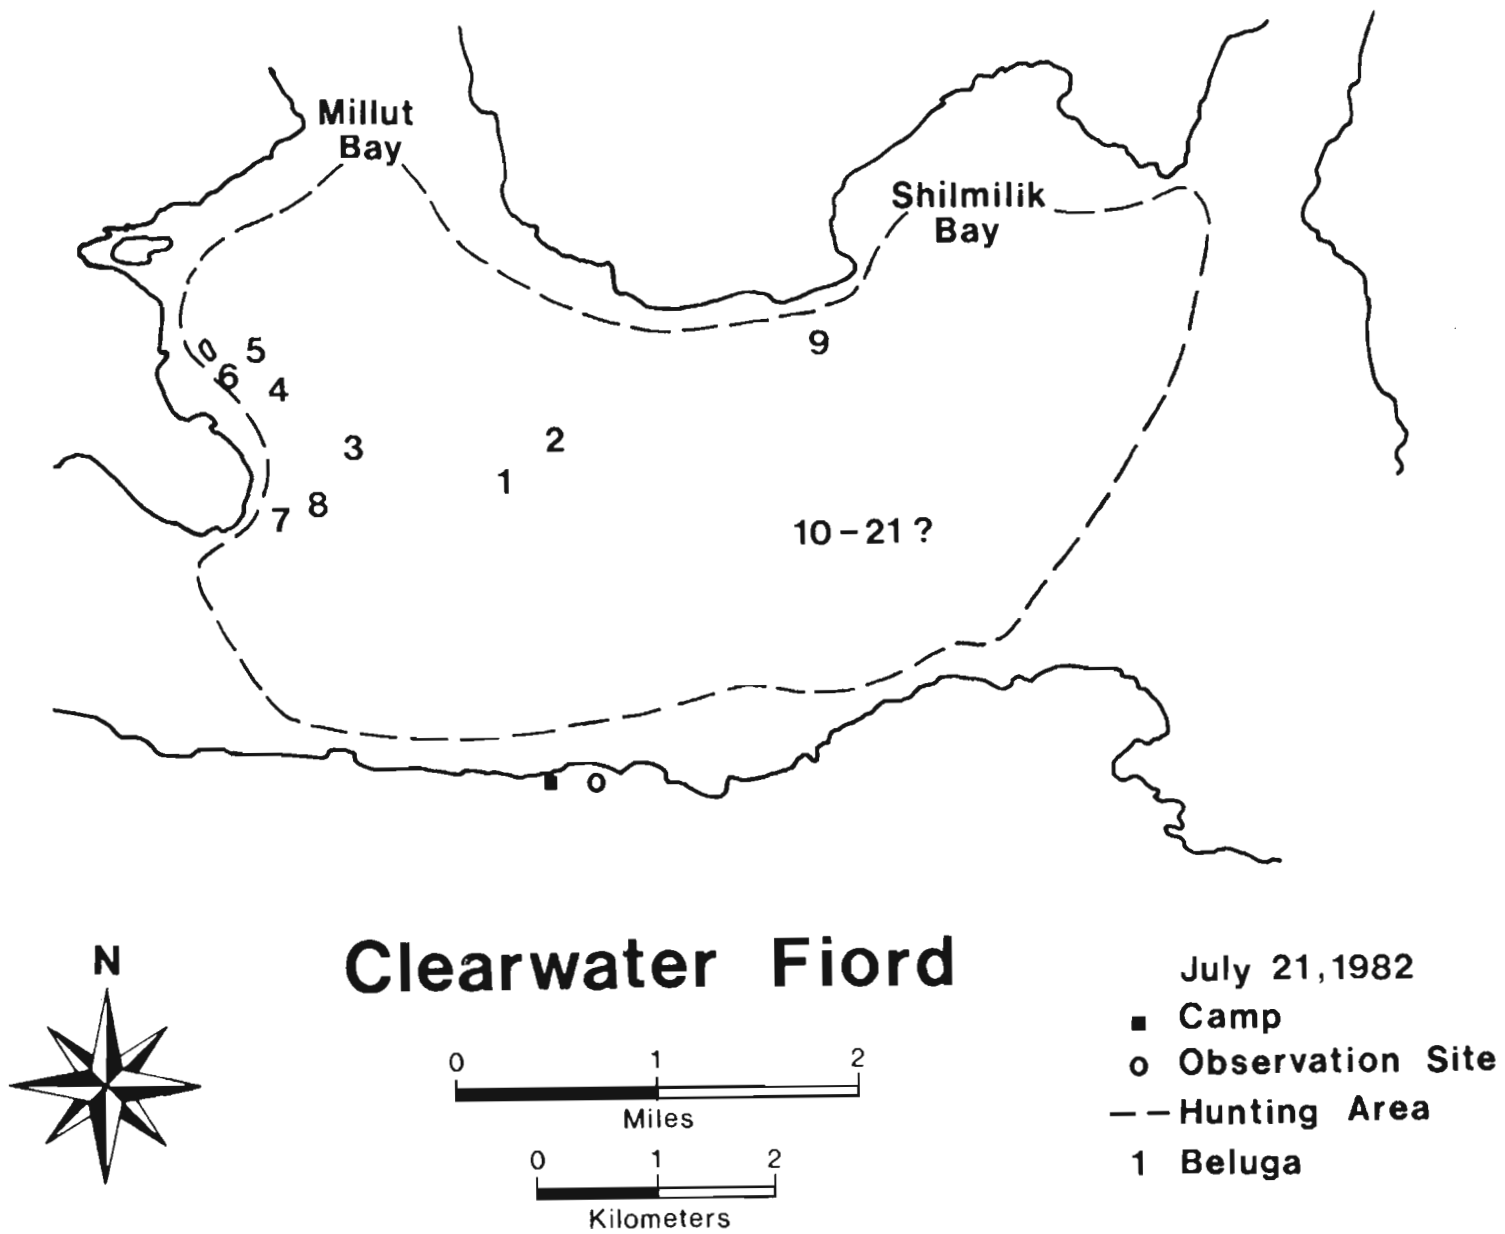 Millut
Bay
Shilmilik
Bay
9
5
6
4
3
2
1
8
7
10-21?
Clearwater Fiord
N
0 1 2
Miles
0 1 2
Kilometers
July 21, 1982
Camp
Observation Site
Hunting Area
1 Beluga